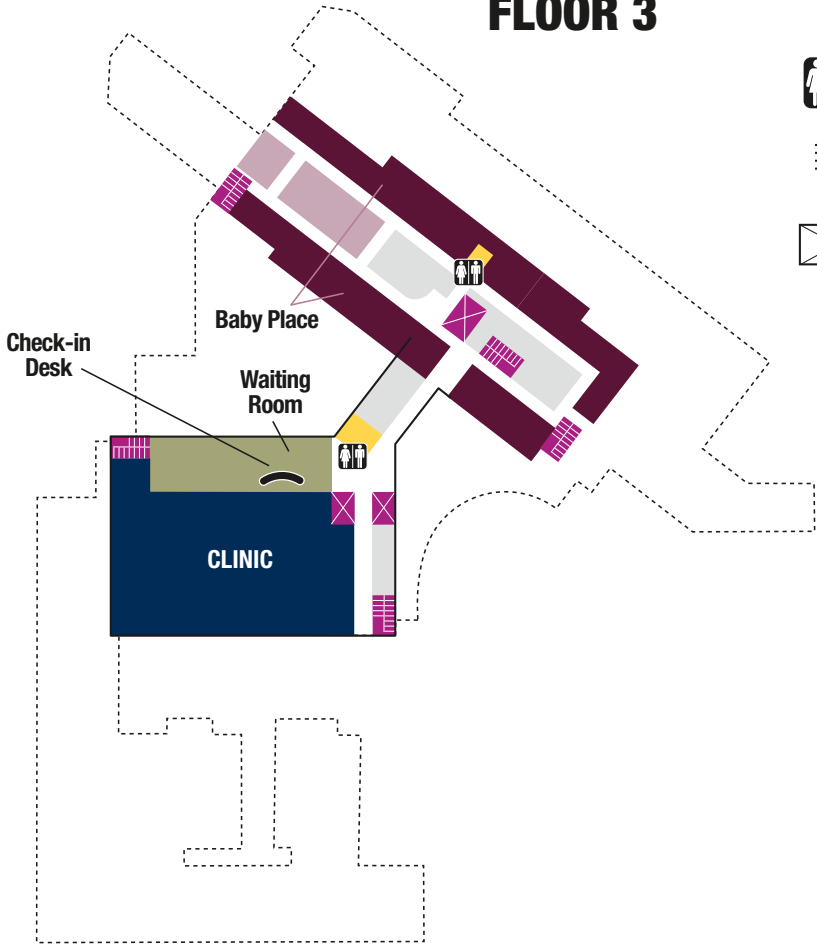 FLOOR 3
Baby Place
Check-in
Desk
Waiting
Room
CLINIC